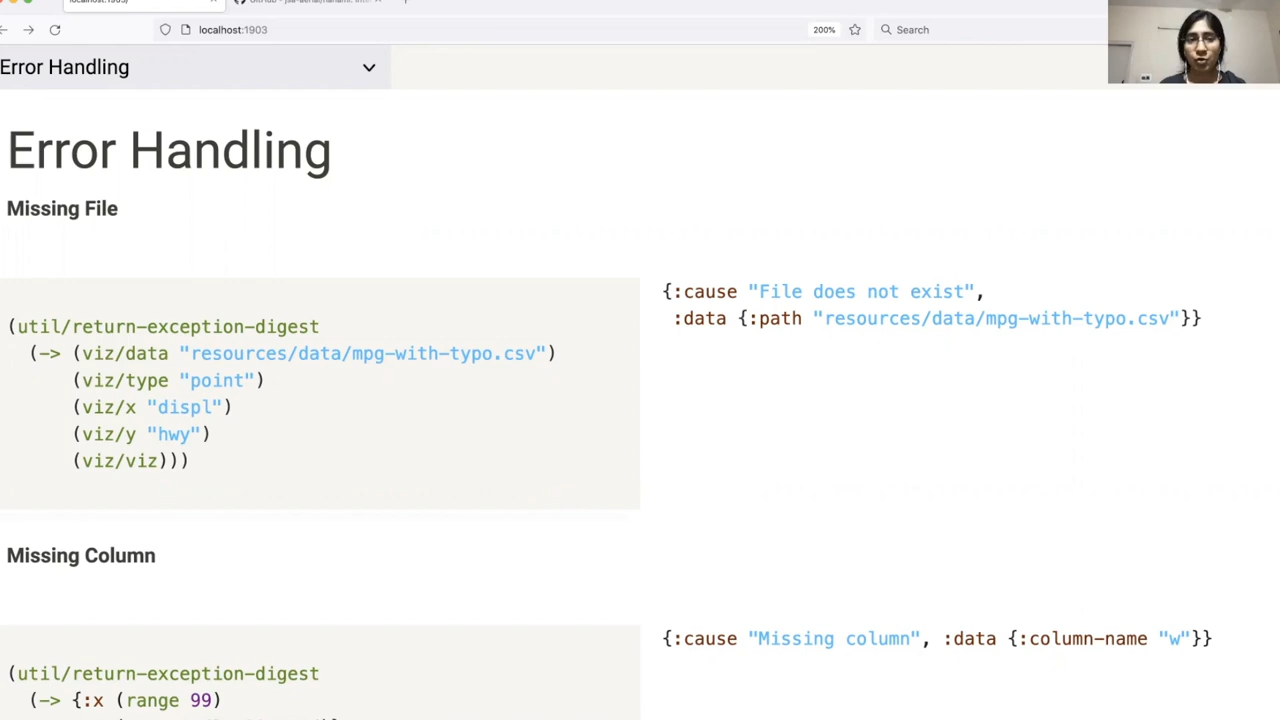 localhost:1903
200%
Search
Error Handling
Error Handling
Missing File
(util/return-exception-digest
(-> (viz/data "resources/data/mpg-with-typo.csv")
(viz/type "point")
(viz/x "displ")
(viz/y "hwy")
(viz/viz)))
{:cause "File does not exist",
:data {:path "resources/data/mpg-with-typo.csv"}}
Missing Column
(util/return-exception-digest
(-> {:x (range 99)
{:cause "Missing column", :data {:column-name "w"}}